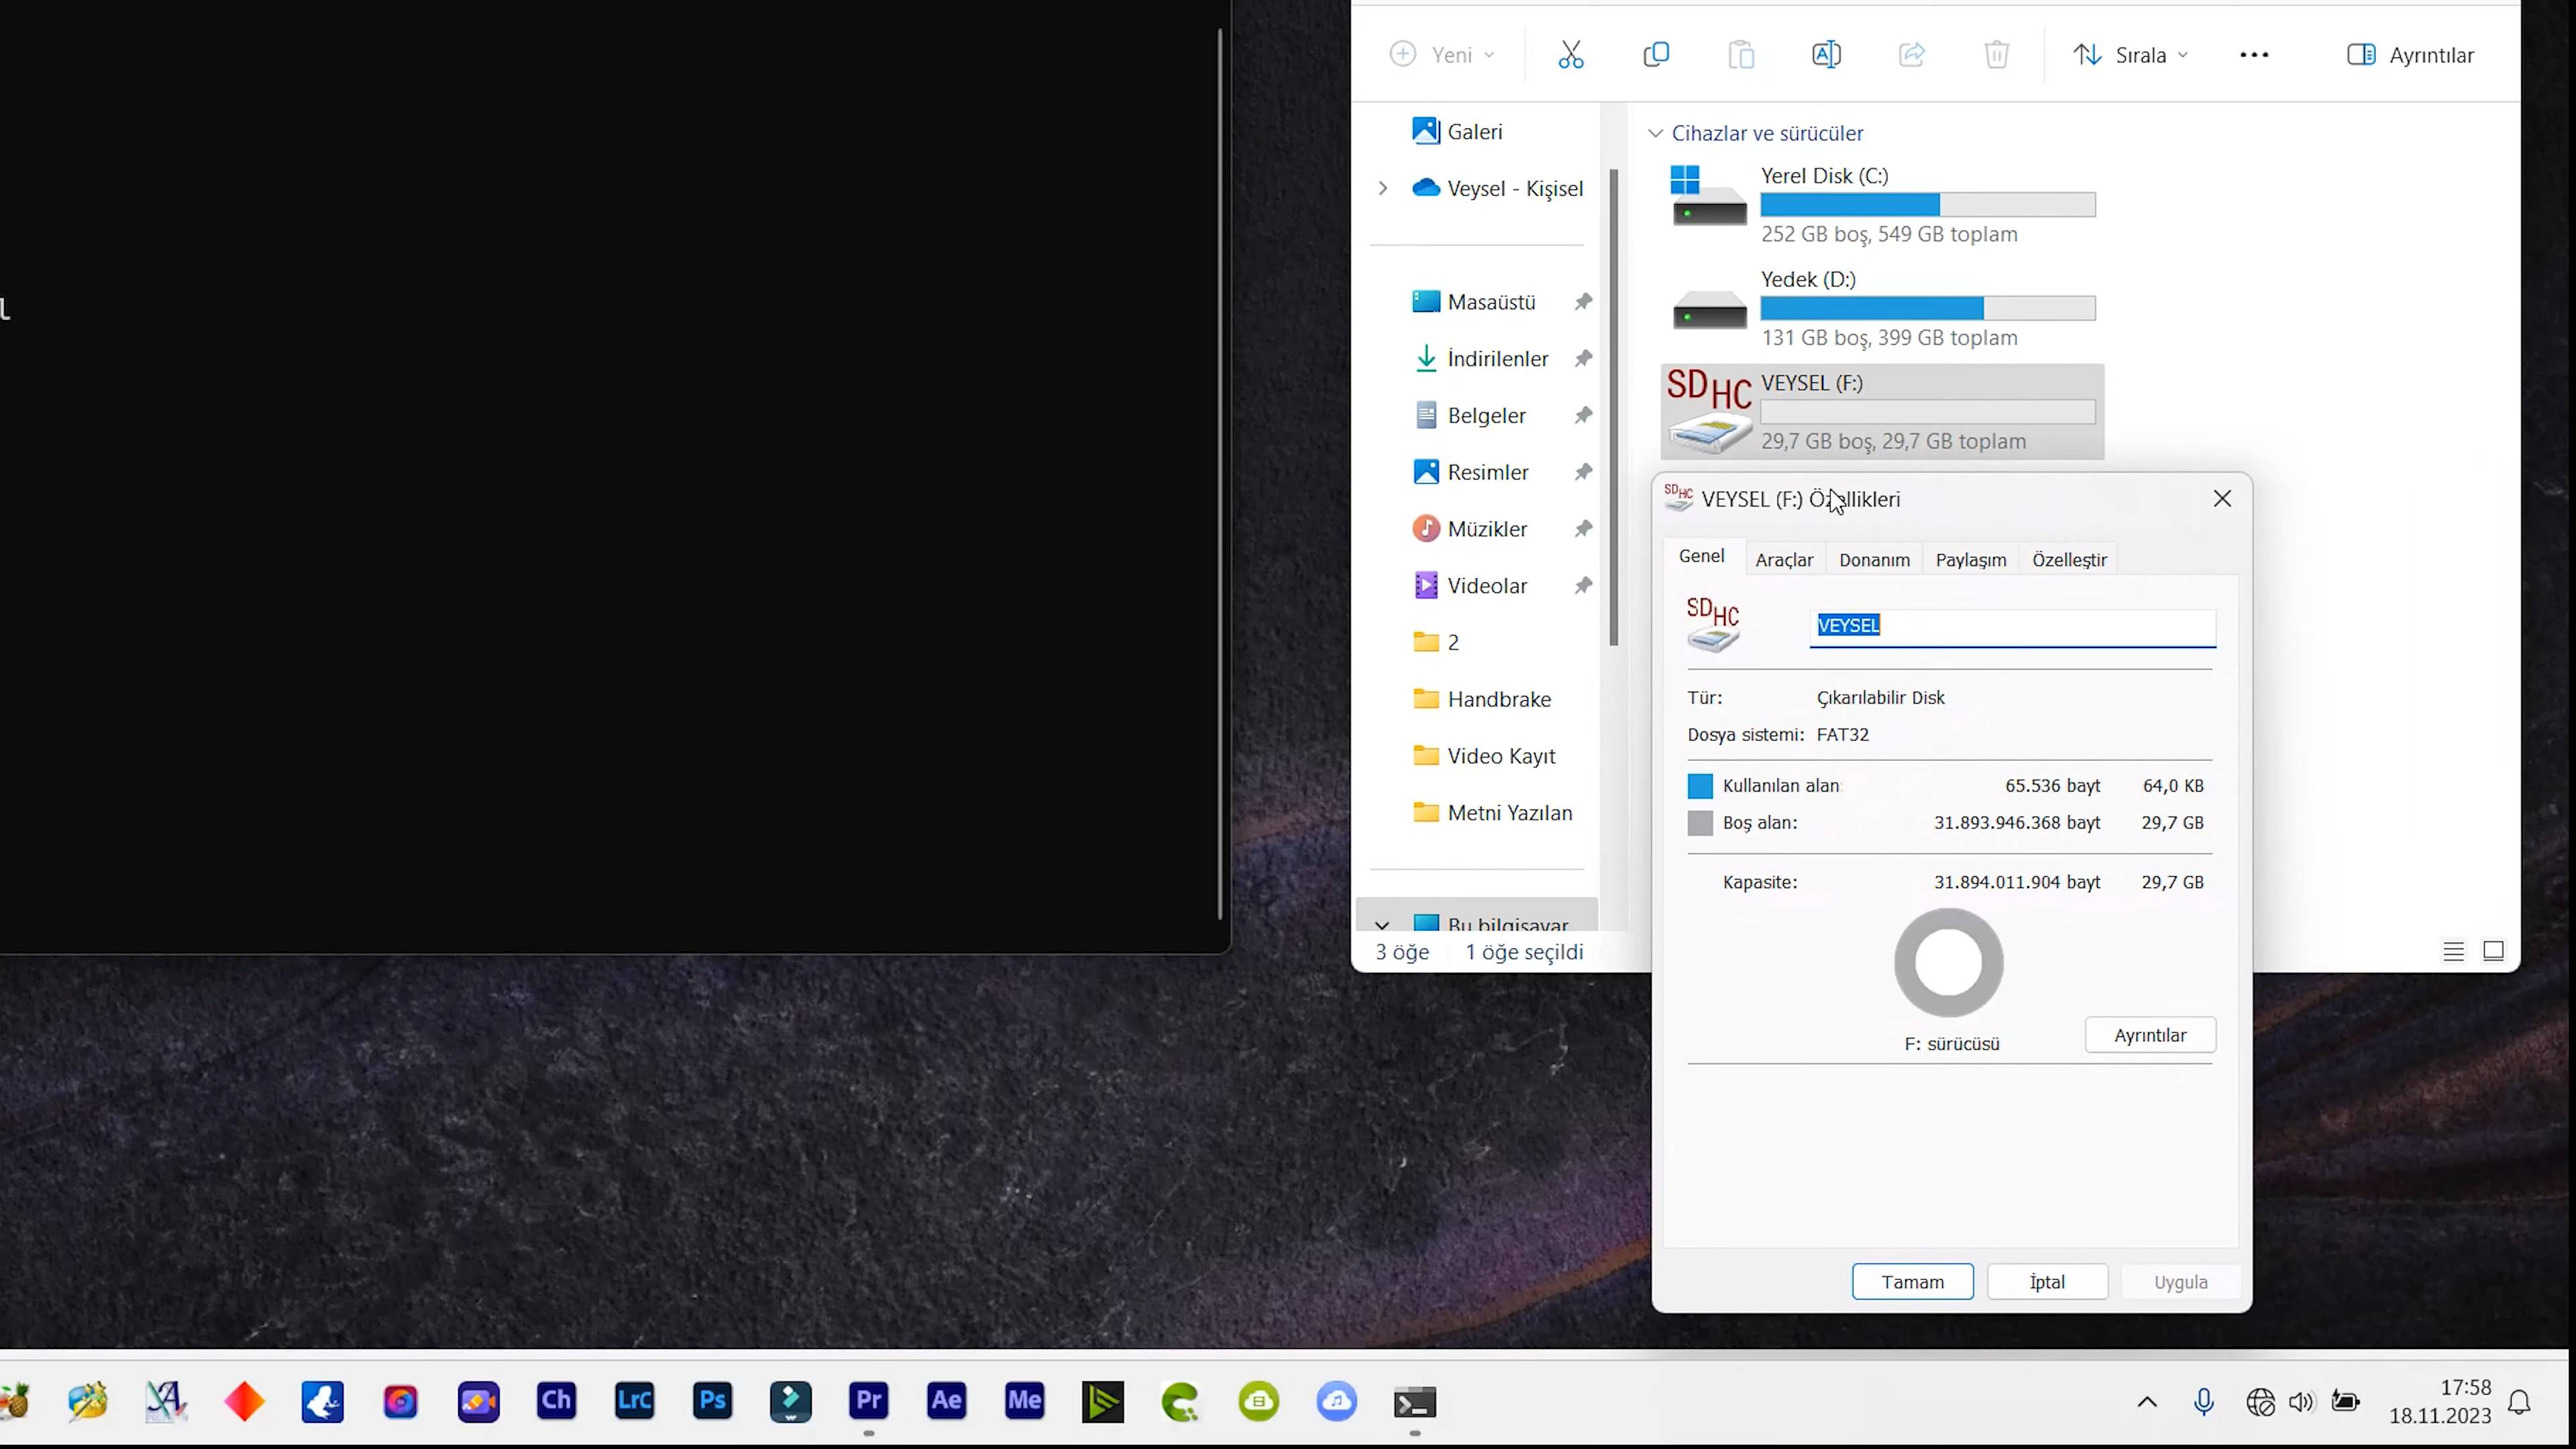 l
Yeni
Sırala
Ayrıntılar
Galeri
Veysel - Kişisel
Masaüstü
İndirilenler
Belgeler
Resimler
Müzikler
Videolar
2
Handbrake
Video Kayıt
Metni Yazılan
Bu bilgisayar
3 öğe
1 öğe seçildi
Cihazlar ve sürücüler
Yerel Disk (C:)
252 GB boş, 549 GB toplam
Yedek (D:)
131 GB boş, 399 GB toplam
SDHC
VEYSEL (F:)
29,7 GB boş, 29,7 GB toplam
SDHC
VEYSEL (F:) Özellikleri
Genel
Araçlar
Donanım
Paylaşım
Özelleştir
SDHC
VEYSEL
Tür: Çıkarılabilir Disk
Dosya sistemi: FAT32
Kullanılan alan: 65.536 bayt 64,0 KB
Boş alan: 31.893.946.368 bayt 29,7 GB
Kapasite: 31.894.011.904 bayt 29,7 GB
F: sürücüsü
Ayrıntılar
Tamam
İptal
Uygula
Ch
LrC
Ps
Pr
Ae
Me
17:58
18.11.2023